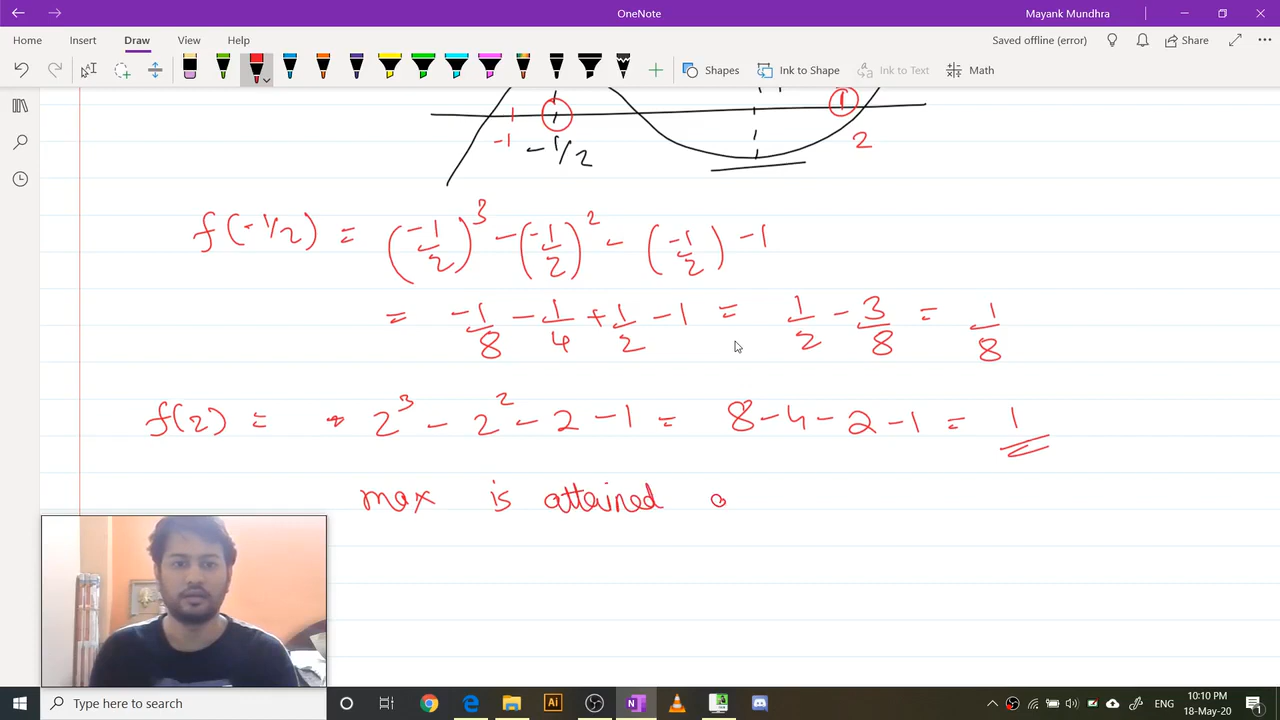 OneNote
Mayank Mundhra
Home Insert Draw View Help
Saved offline (error)
Share
Shapes
Ink to Shape
Ink to Text
Math
-1
-1/2
1
2
f(-1/2) = (-1/2)^3 - (-1/2)^2 - (-1/2) - 1
= -1/8 - 1/4 + 1/2 - 1 = 1/2 - 3/8 = 1/8
f(2) = 2^3 - 2^2 - 2 - 1 = 8 - 4 - 2 - 1 = 1
max is attained
Type here to search
Ai
ENG
10:10 PM
18-May-20
1